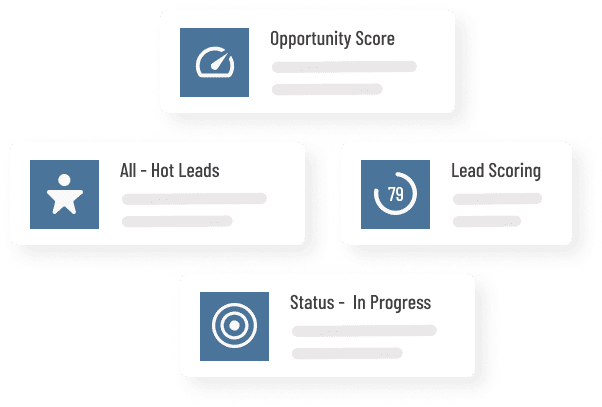 Opportunity Score
All - Hot Leads
79
Lead Scoring
Status - In Progress